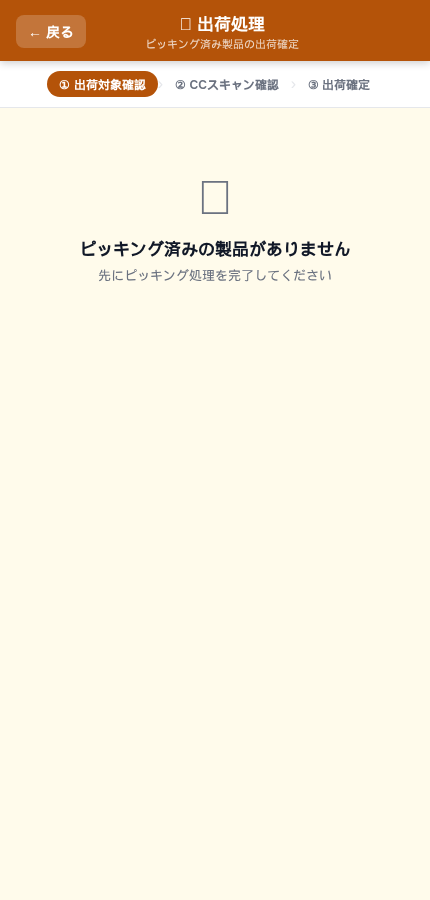 ← 戻る
出荷処理
ピッキング済み製品の出荷確定
① 出荷対象確認 › ② CCスキャン確認 › ③ 出荷確定
ピッキング済みの製品がありません
先にピッキング処理を完了してください